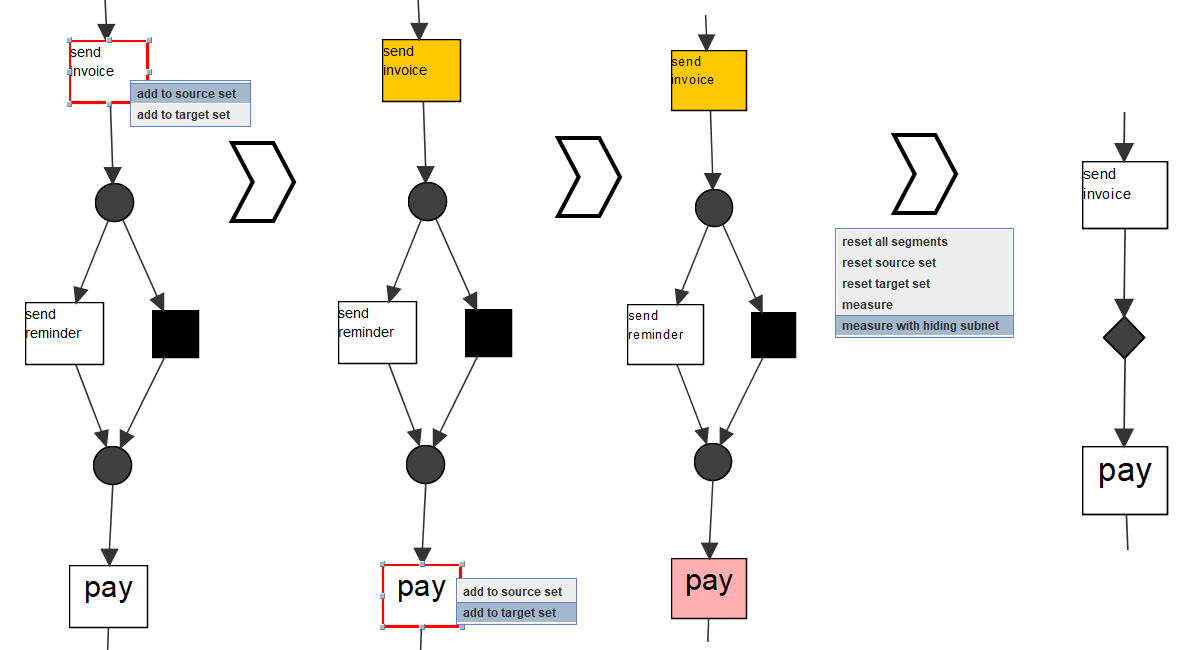 send
invoice
add to source set
add to target set
send
reminder
pay
send
invoice
send
reminder
pay
add to source set
add to target set
send
invoice
send
reminder
pay
reset all segments
reset source set
reset target set
measure
measure with hiding subnet
send
invoice
pay